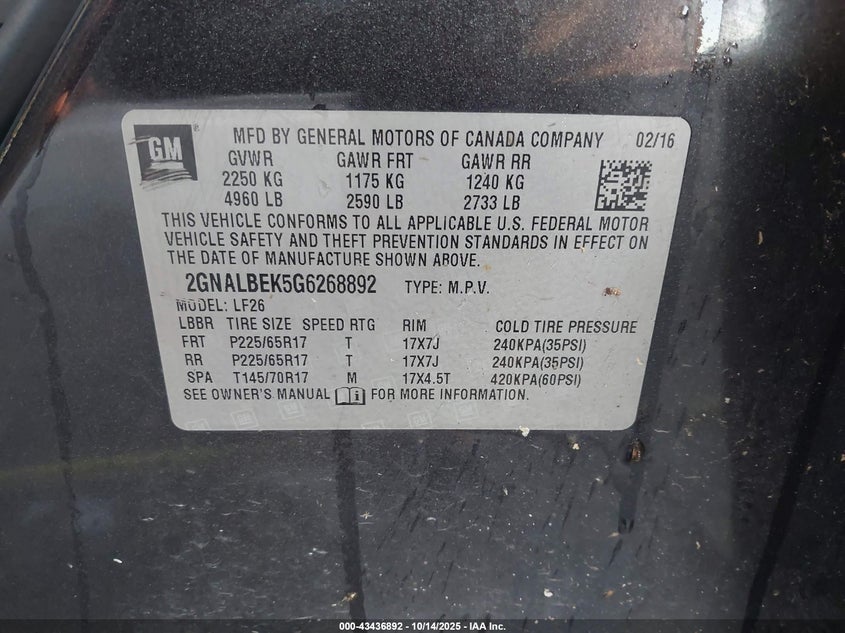 GM ® MFD BY GENERAL MOTORS OF CANADA COMPANY 02/16
GVWR GAWR FRT GAWR RR
2250 KG 1175 KG 1240 KG
4960 LB 2590 LB 2733 LB
THIS VEHICLE CONFORMS TO ALL APPLICABLE U.S. FEDERAL MOTOR
VEHICLE SAFETY AND THEFT PREVENTION STANDARDS IN EFFECT ON
THE DATE OF MANUFACTURE SHOWN ABOVE.
2GNALBEK5G6268892 TYPE: M.P.V.
MODEL: LF26
LBBR TIRE SIZE SPEED RTG RIM COLD TIRE PRESSURE
FRT P225/65R17 T 17X7J 240KPA(35PSI)
RR P225/65R17 T 17X7J 240KPA(35PSI)
SPA T145/70R17 M 17X4.5T 420KPA(60PSI)
SEE OWNER'S MANUAL i FOR MORE INFORMATION.
000-43436892 - 10/14/2025 - IAA Inc.